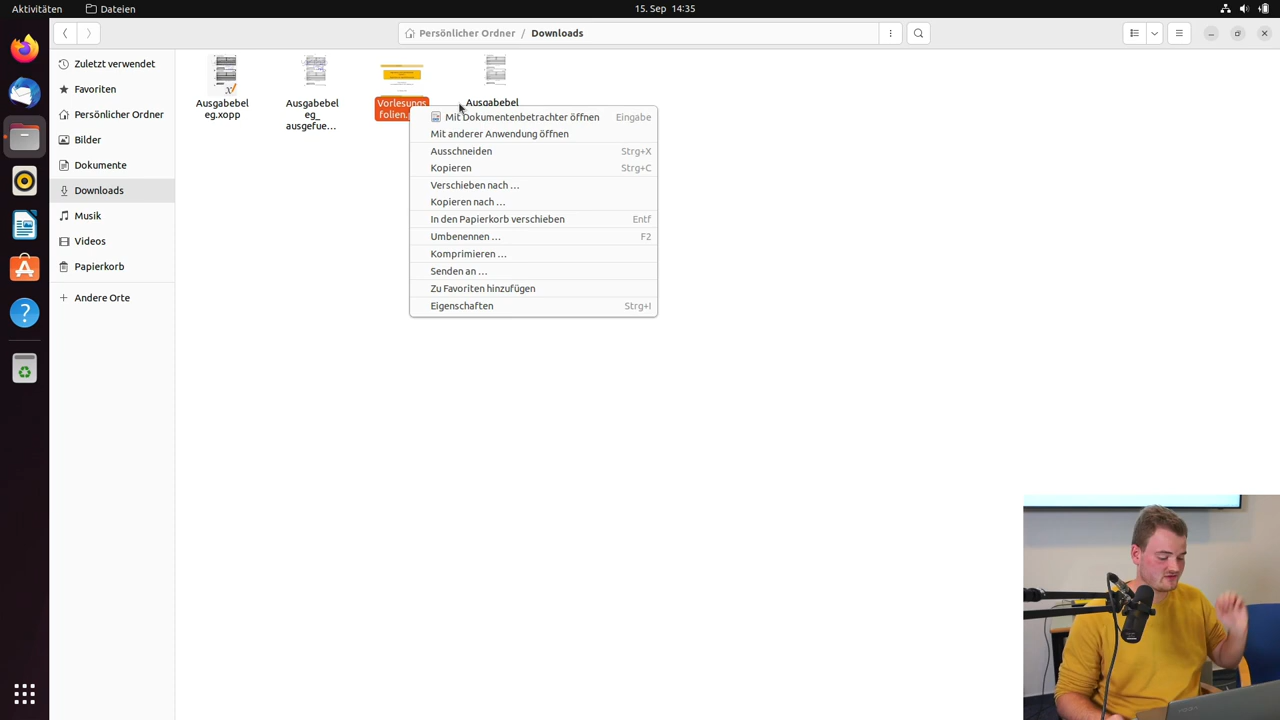 Aktivitäten
Dateien
15. Sep 14:35
Persönlicher Ordner / Downloads
Zuletzt verwendet
Favoriten
Persönlicher Ordner
Bilder
Dokumente
Downloads
Musik
Videos
Papierkorb
Andere Orte
Ausgabebel
eg.xopp
Ausgabebel
eg_
ausgefue…
Vorlesungs
folien.
Ausgabebel
Mit Dokumentenbetrachter öffnen Eingabe
Mit anderer Anwendung öffnen
Ausschneiden Strg+X
Kopieren Strg+C
Verschieben nach …
Kopieren nach …
In den Papierkorb verschieben Entf
Umbenennen … F2
Komprimieren …
Senden an …
Zu Favoriten hinzufügen
Eigenschaften Strg+I